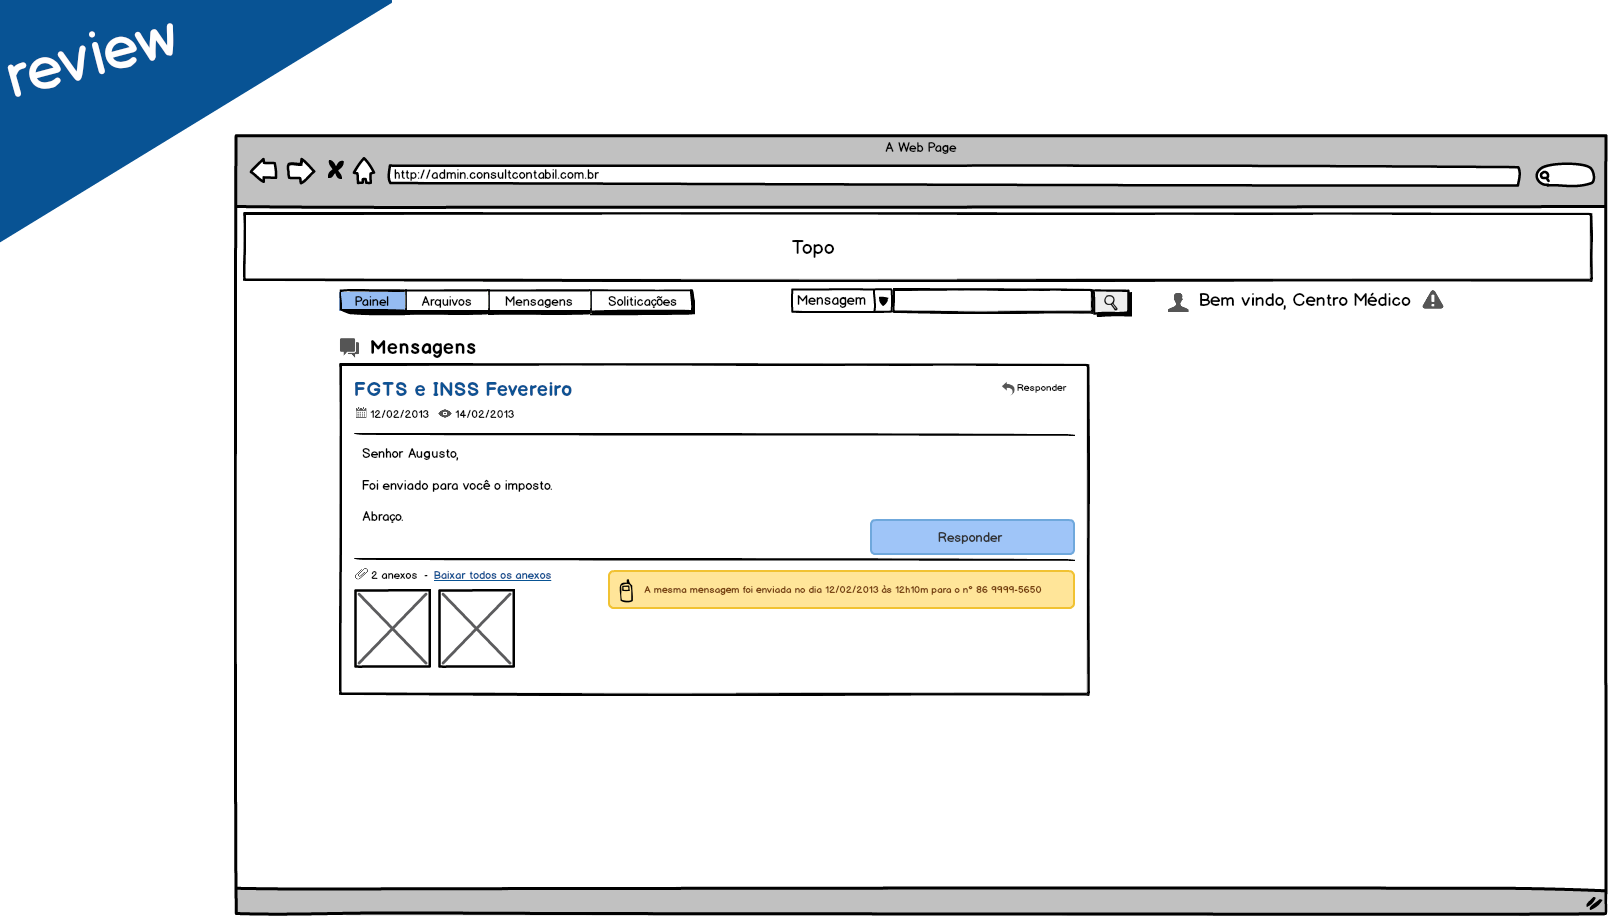 review
A Web Page
http://admin.consultcontabil.com.br
Topo
Painel Arquivos Mensagens Soliticações Mensagem Bem vindo, Centro Médico
Mensagens
FGTS e INSS Fevereiro Responder
12/02/2013 14/02/2013
Senhor Augusto,
Foi enviado para você o imposto.
Abraço.
Responder
2 anexos - Baixar todos os anexos
A mesma mensagem foi enviada no dia 12/02/2013 às 12h10m para o n° 86 9999-5650